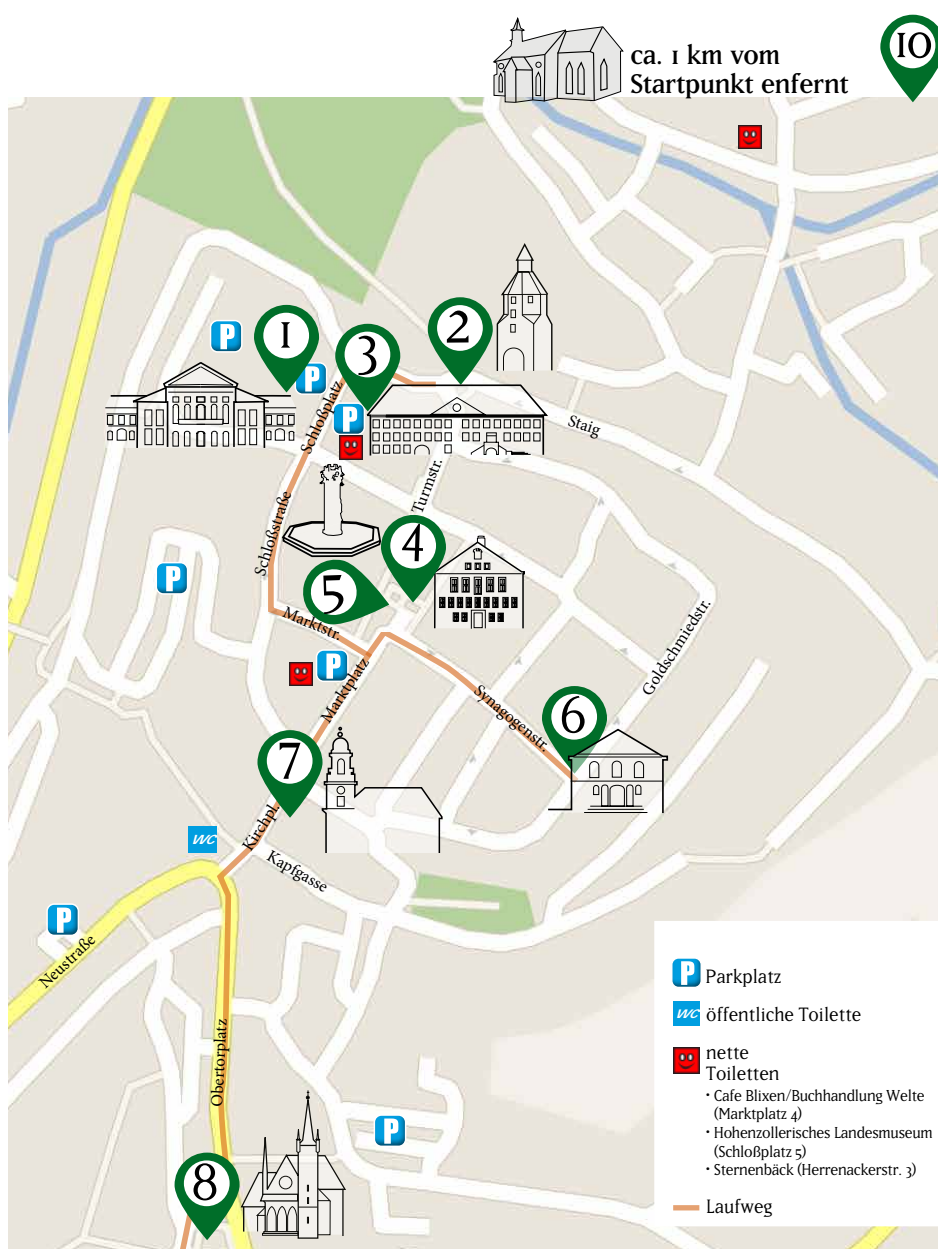 ca. 1 km vom
Startpunkt enfernt
10
P
1
P
3
2
P
Schloßplatz
Staig
Turmstr.
Schloßstraße
4
P
5
Marktstr.
Goldschmiedstr.
P
Marktplatz
Synagogenstr.
6
7
Kirchpl.
WC
Kapfgasse
P
Neustraße
Obertorplatz
P
8
P Parkplatz
WC öffentliche Toilette
nette
Toiletten
• Cafe Blixen/Buchhandlung Welte
(Marktplatz 4)
• Hohenzollerisches Landesmuseum
(Schloßplatz 5)
• Sternenbäck (Herrenackerstr. 3)
Laufweg